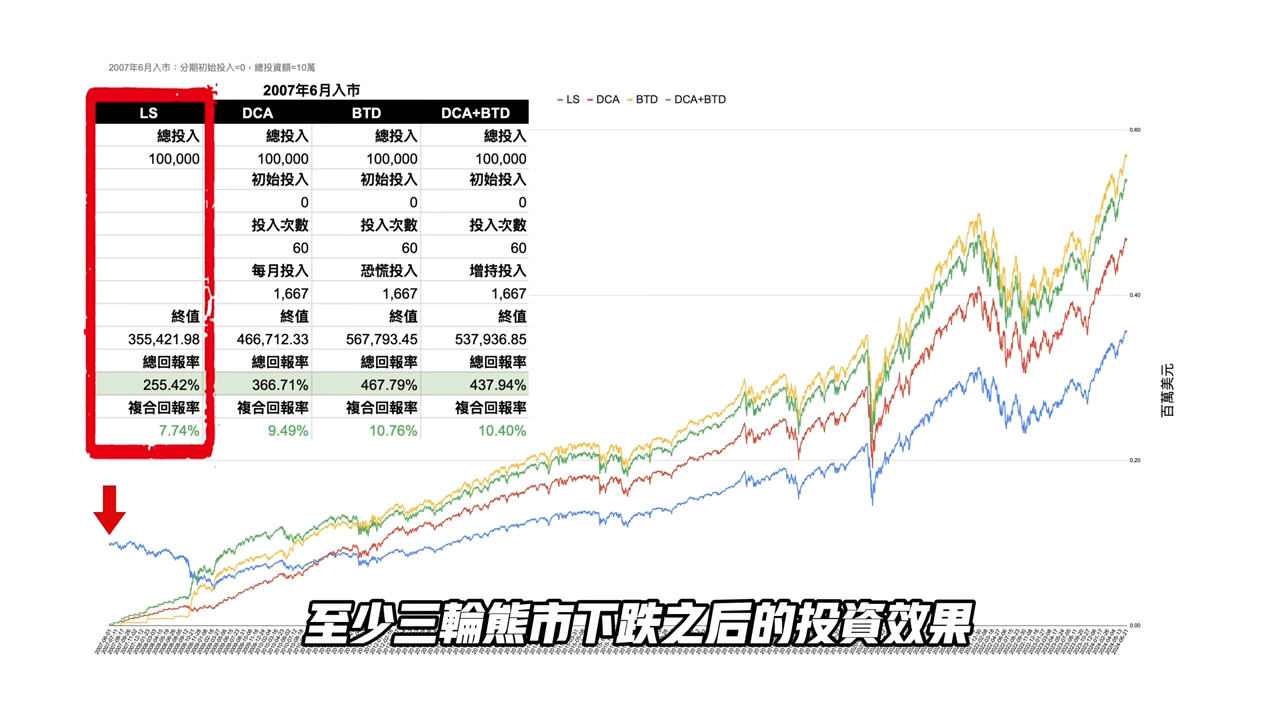 2007年6月入市：分期初始投入=0，總投資額=10萬
2007年6月入市
LS DCA BTD DCA+BTD
總投入 總投入 總投入 總投入
100,000 100,000 100,000 100,000
初始投入 初始投入 初始投入
0 0 0
投入次數 投入次數 投入次數
60 60 60
每月投入 恐慌投入 增持投入
1,667 1,667 1,667
終值 終值 終值 終值
355,421.98 466,712.33 567,793.45 537,936.85
總回報率 總回報率 總回報率 總回報率
255.42% 366.71% 467.79% 437.94%
複合回報率 複合回報率 複合回報率 複合回報率
7.74% 9.49% 10.76% 10.40%
LS DCA BTD DCA+BTD
0.60
0.40
0.20
0.00
百萬美元
至少三輪熊市下跌之后的投資效果